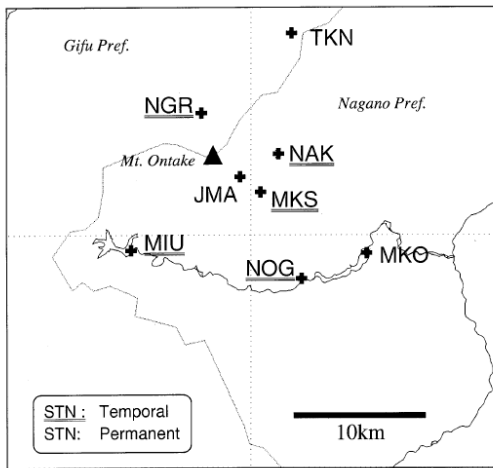 TKN
Gifu Pref.
NGR
Nagano Pref.
NAK
Mt. Ontake
JMA
MKS
MIU
MKO
NOG
STN : Temporal
STN: Permanent
10km